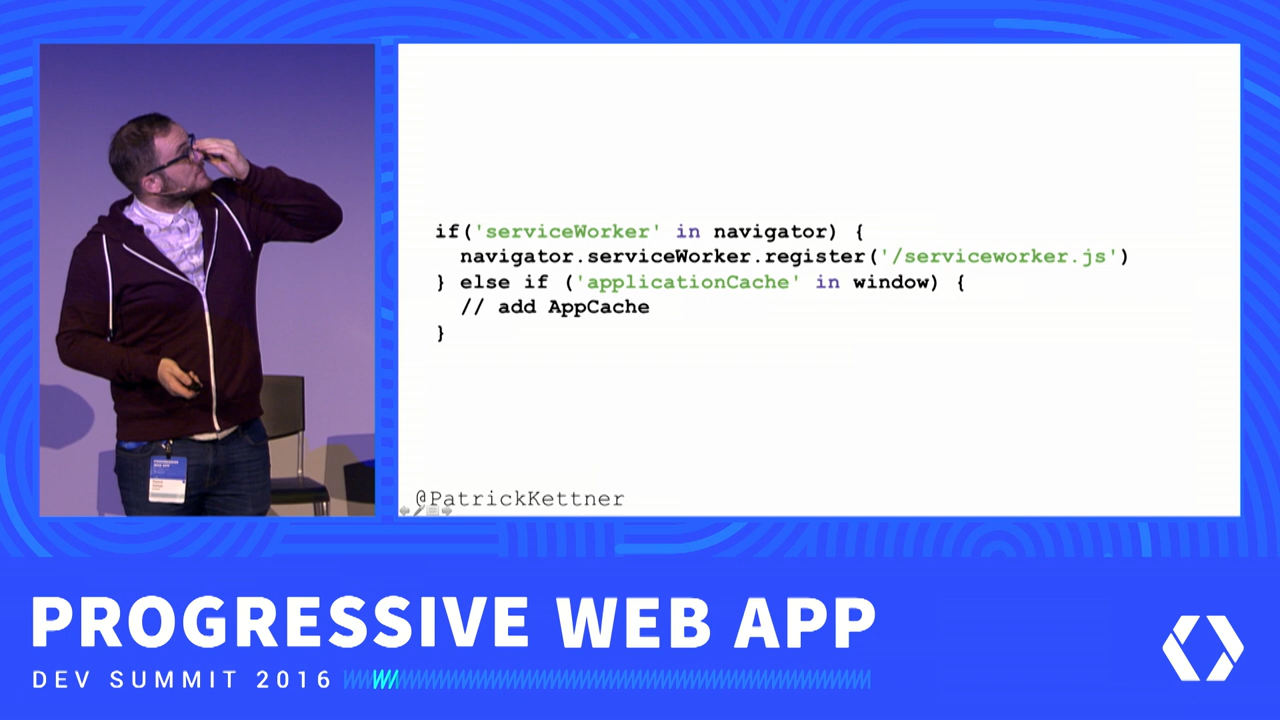 if('serviceWorker' in navigator) {
navigator.serviceWorker.register('/serviceworker.js')
} else if ('applicationCache' in window) {
// add AppCache
}
@PatrickKettner
PROGRESSIVE WEB APP
DEV SUMMIT 2016